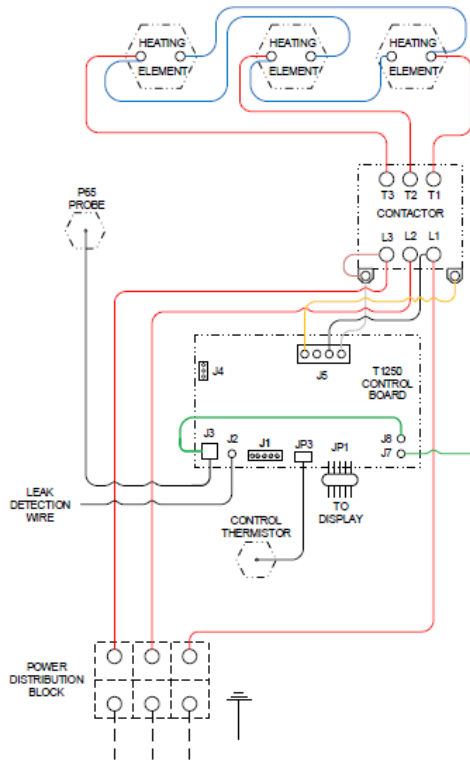 HEATING
ELEMENT
HEATING
ELEMENT
HEATING
ELEMENT
P65
PROBE
T3 T2 T1
CONTACTOR
L3 L2 L1
J4
J5
T1250
CONTROL
BOARD
J3 J2 J1 JP3 JP1 J8
J7
LEAK
DETECTION
WIRE
TO
DISPLAY
CONTROL
THERMISTOR
POWER
DISTRIBUTION
BLOCK